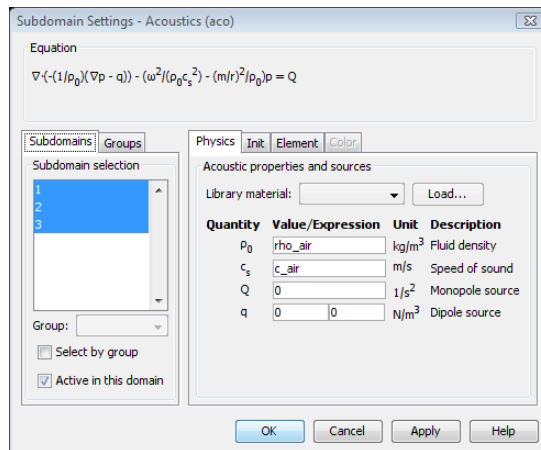 Subdomain Settings - Acoustics (aco)
Equation
∇·(-(1/ρ₀)(∇p - q)) - (ω²/(ρ₀cₛ²) - (m/r)²/ρ₀)p = Q
Subdomains Groups
Subdomain selection
1
2
3
Group:
Select by group
Active in this domain
Physics Init Element Color
Acoustic properties and sources
Library material: Load...
Quantity Value/Expression Unit Description
ρ₀ rho_air kg/m³ Fluid density
cₛ c_air m/s Speed of sound
Q 0 1/s² Monopole source
q 0 0 N/m³ Dipole source
OK Cancel Apply Help